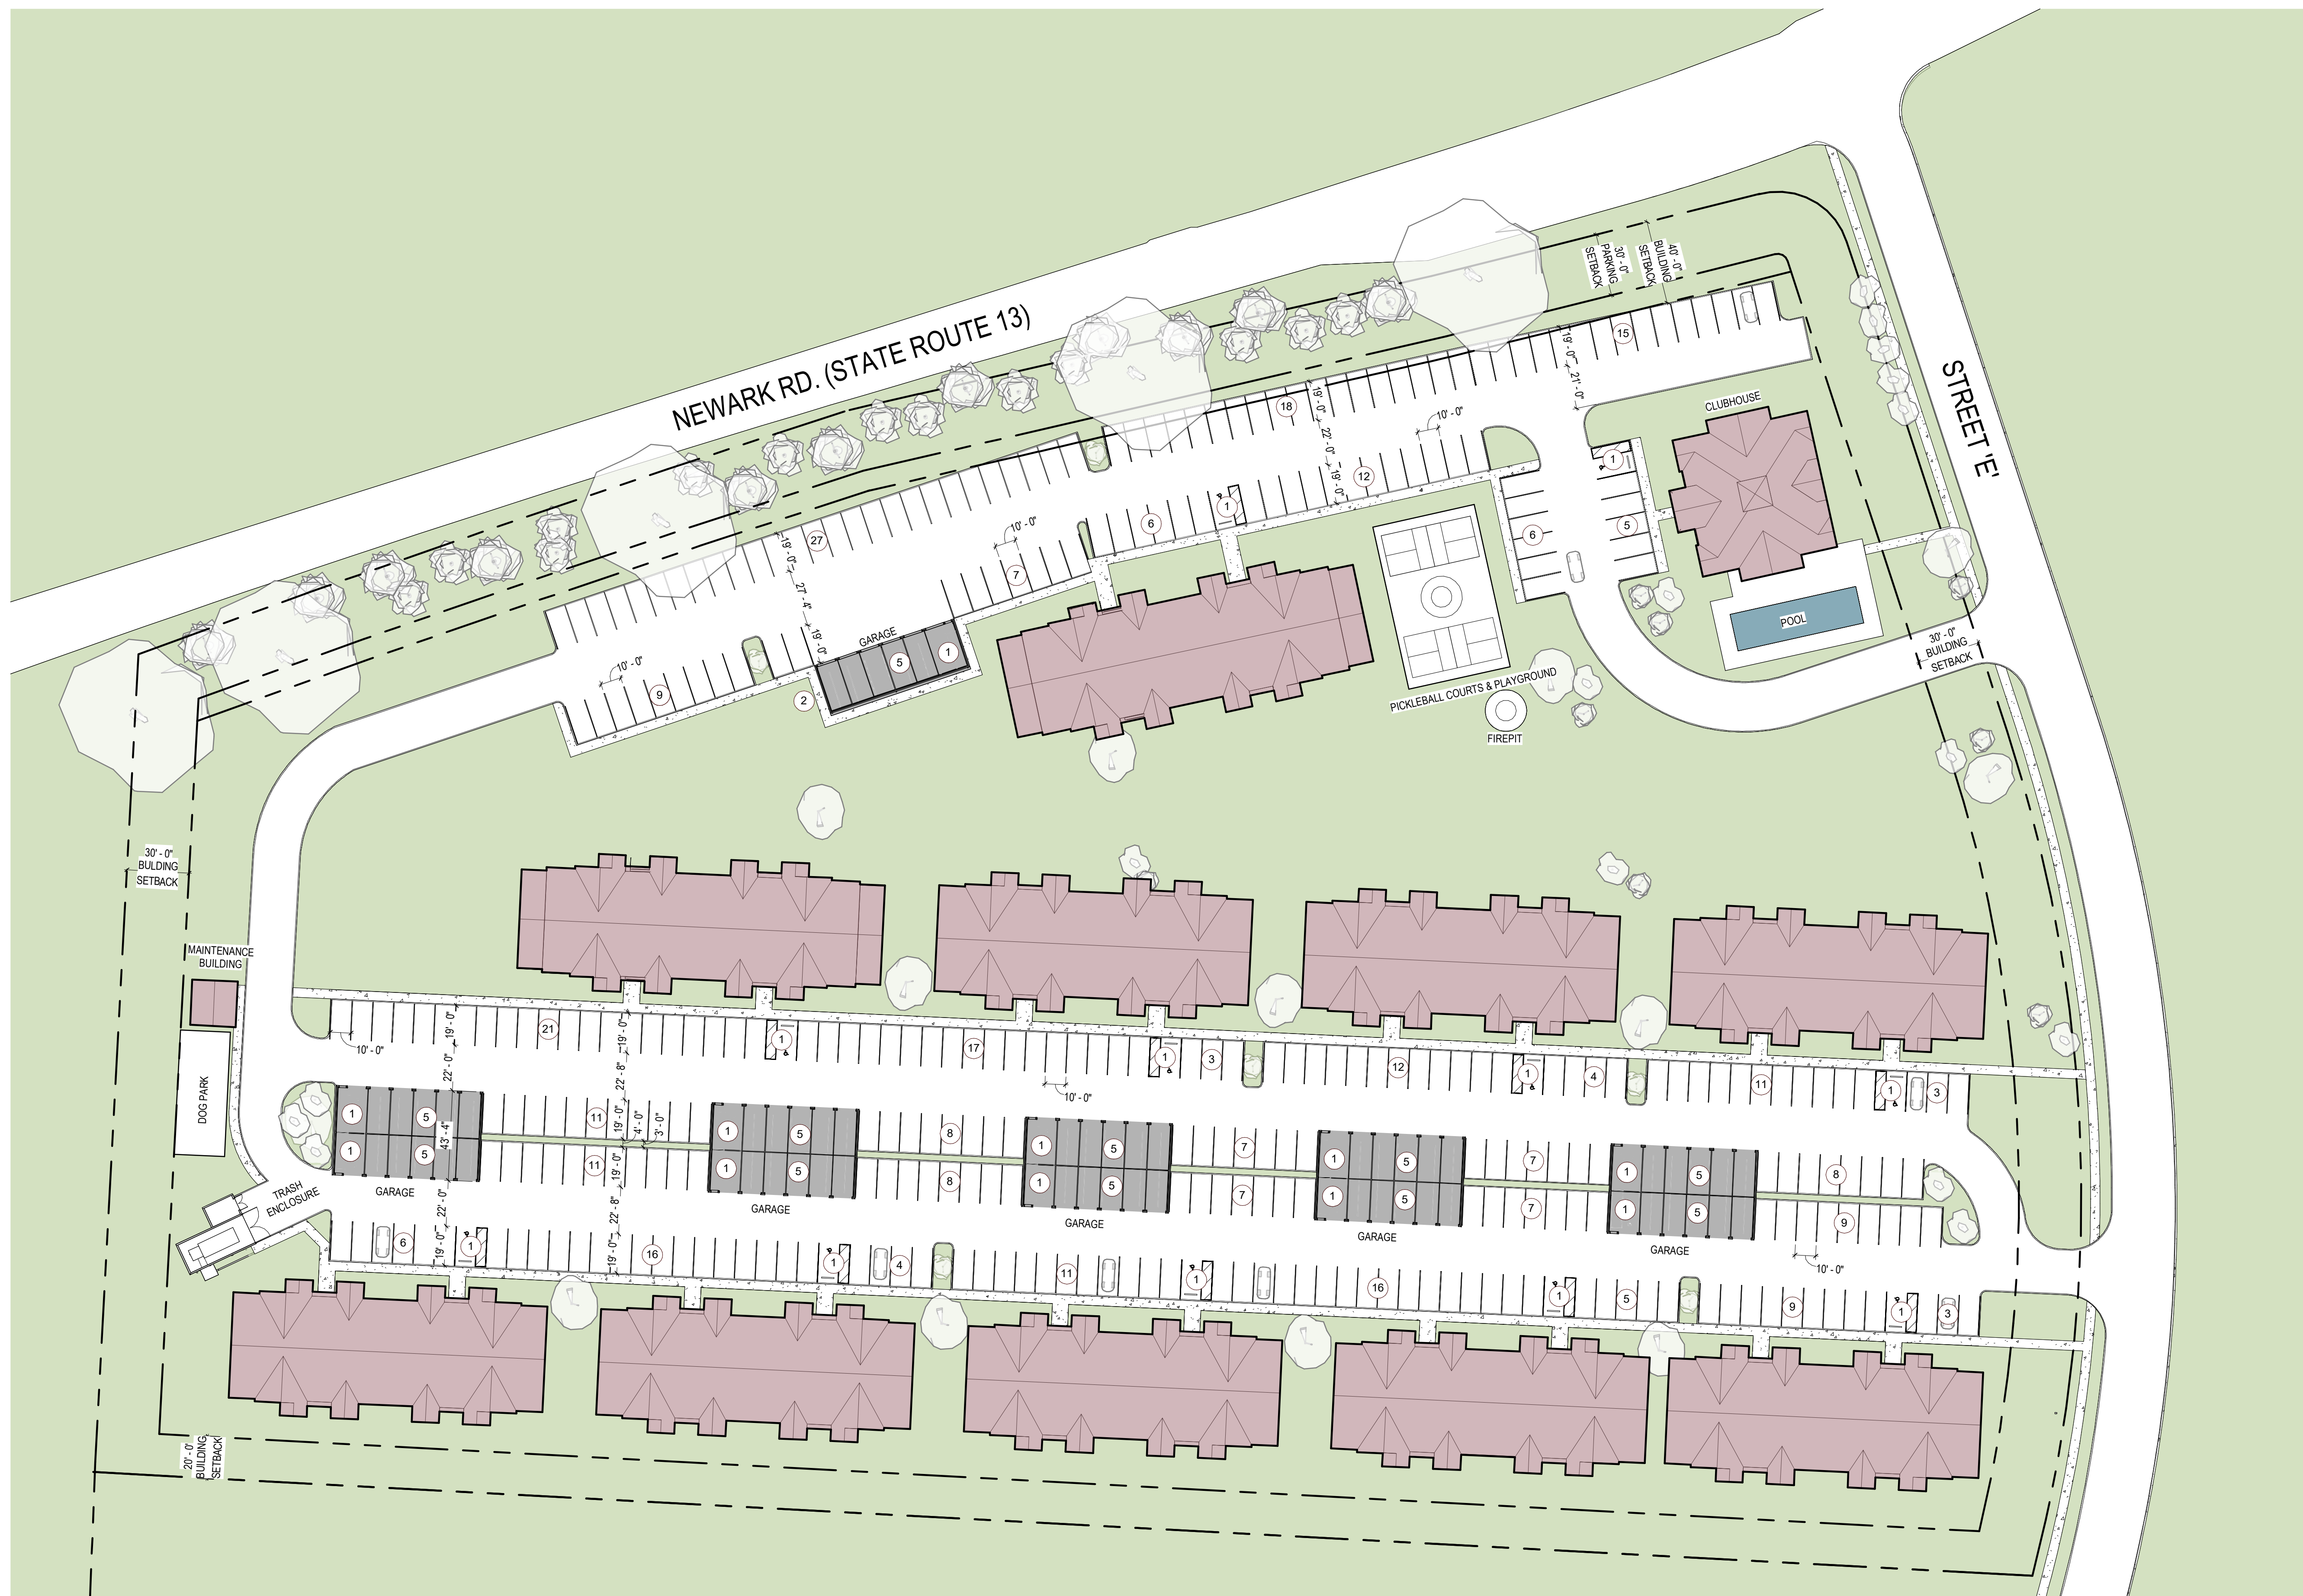 NEWARK RD. (STATE ROUTE 13)
STREET 'E'
30' - 0"
PARKING
SETBACK
40' - 0"
BUILDING
SETBACK
15
19' - 0"
21' - 0"
CLUBHOUSE
18
19' - 0"
22' - 0"
19' - 0"
10' - 0"
12
1
1
6
5
6
27
19' - 0"
27' - 4"
19' - 0"
10' - 0"
7
GARAGE
5
1
2
10' - 0"
9
POOL
30' - 0"
BUILDING
SETBACK
PICKLEBALL COURTS & PLAYGROUND
FIREPIT
30' - 0"
BULDING
SETBACK
MAINTENANCE
BUILDING
DOG PARK
TRASH
ENCLOSURE
10' - 0"
19' - 0"
22' - 0"
43' - 4"
22' - 0"
19' - 0"
21
19' - 0"
22' - 8"
19' - 0"
4' - 0"
3' - 0"
19' - 0"
22' - 8"
19' - 0"
1
17
1
3
12
1
4
11
1
3
10' - 0"
1
5
11
1
5
8
1
5
7
1
5
7
1
5
8
1
5
11
1
5
8
1
5
7
1
5
7
1
5
9
GARAGE
GARAGE
GARAGE
GARAGE
GARAGE
10' - 0"
6
1
16
1
4
11
1
16
1
5
9
1
3
20' - 0"
BUILDING
SETBACK